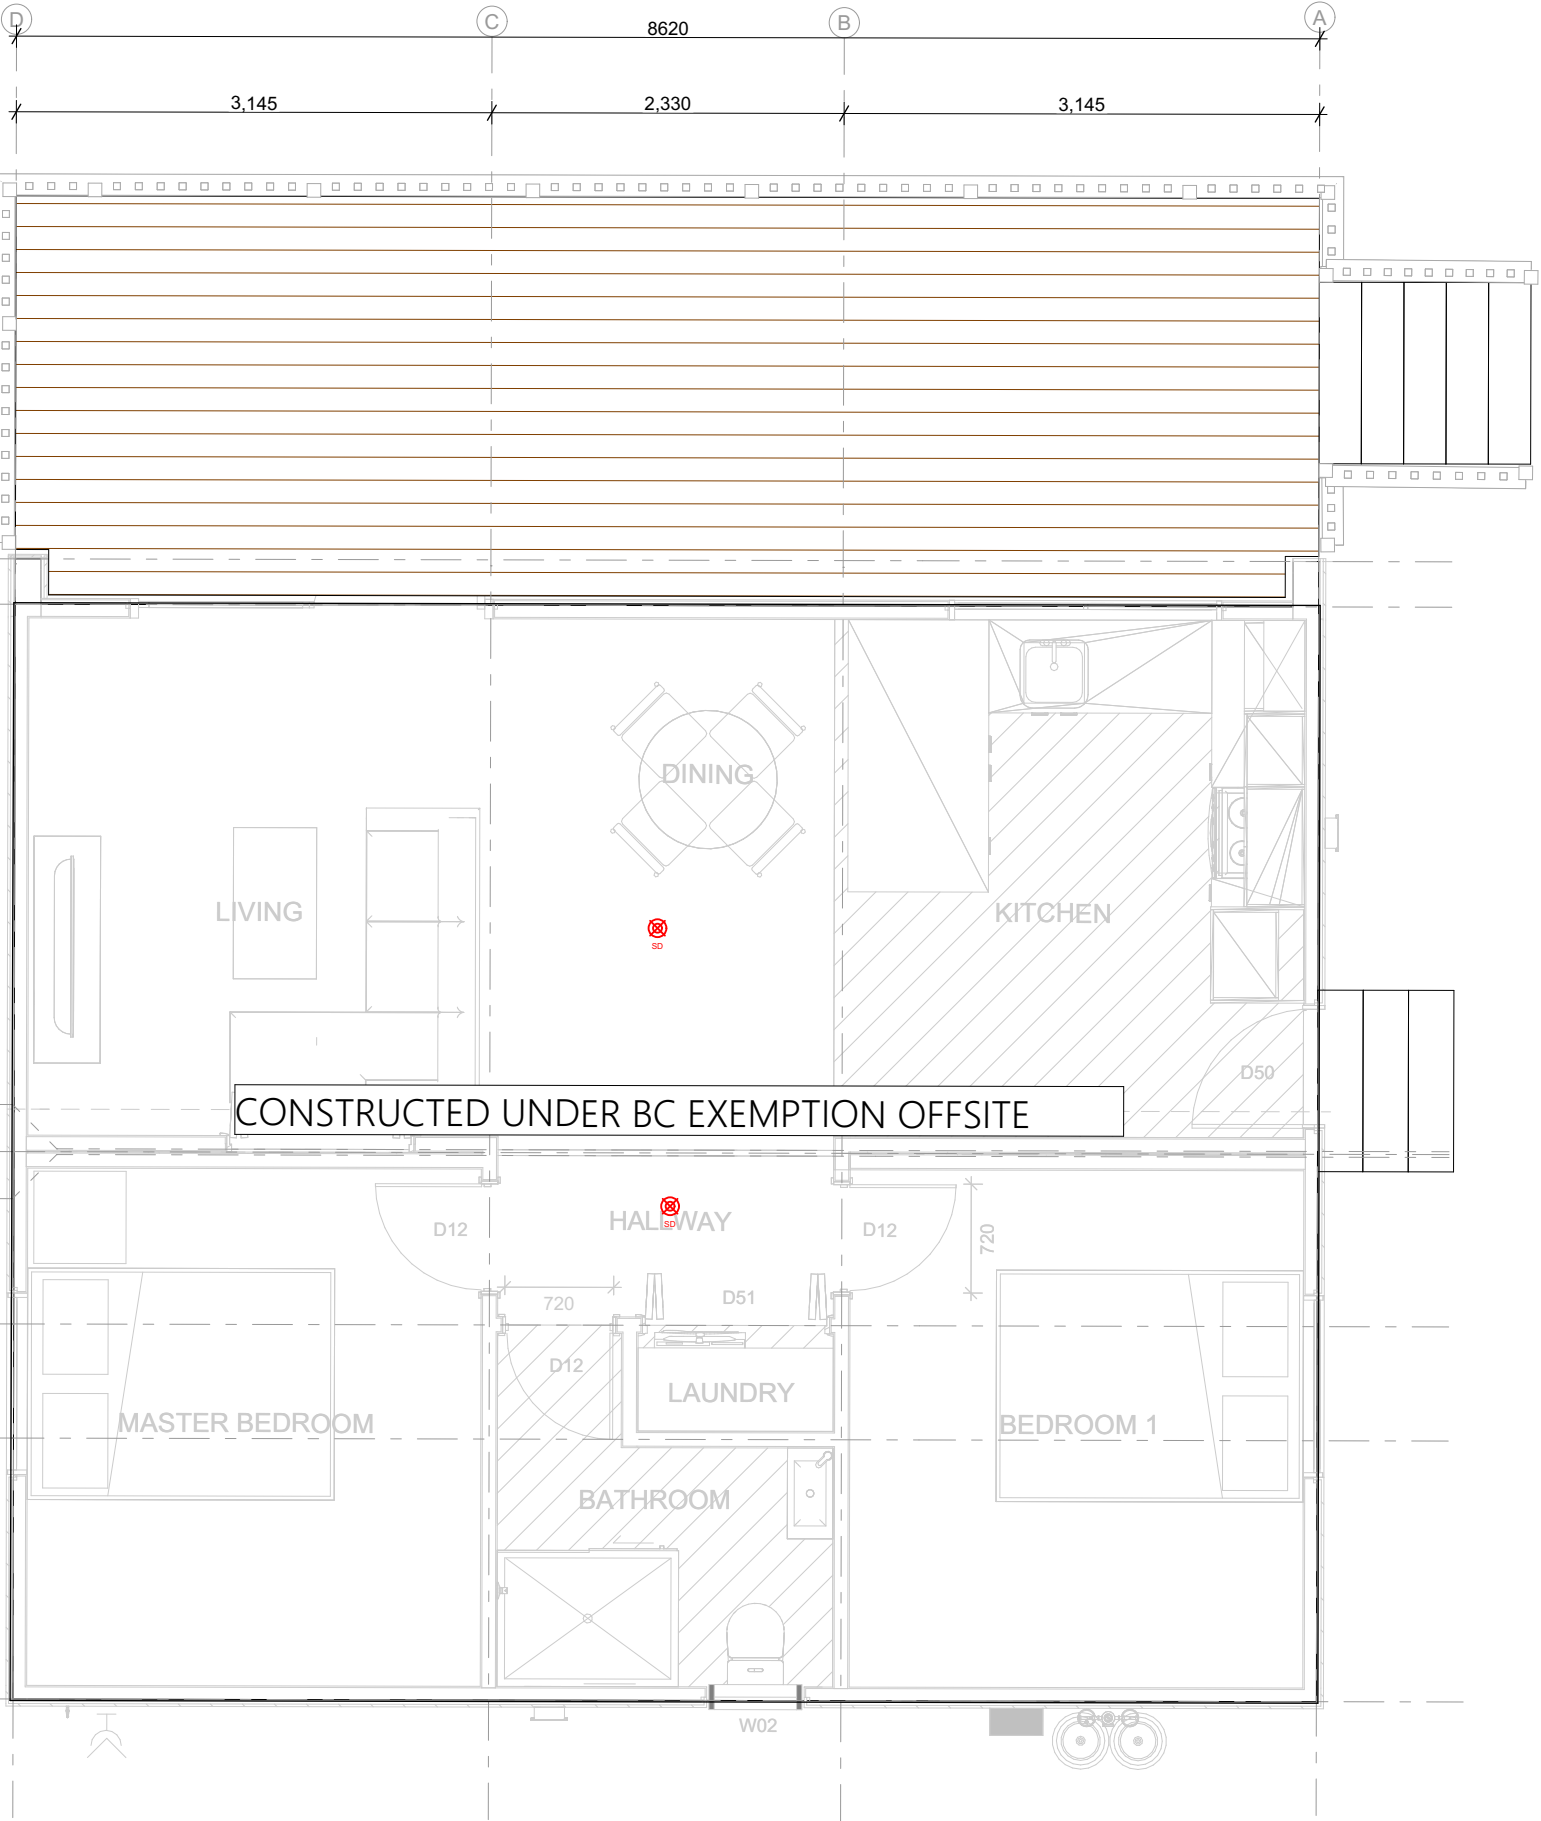 D
C
B
A
8620
3,145
2,330
3,145
DINING
LIVING
KITCHEN
SD
D50
CONSTRUCTED UNDER BC EXEMPTION OFFSITE
D12
HALLWAY
SD
D12
720
720
D51
D12
LAUNDRY
MASTER BEDROOM
BEDROOM 1
BATHROOM
W02